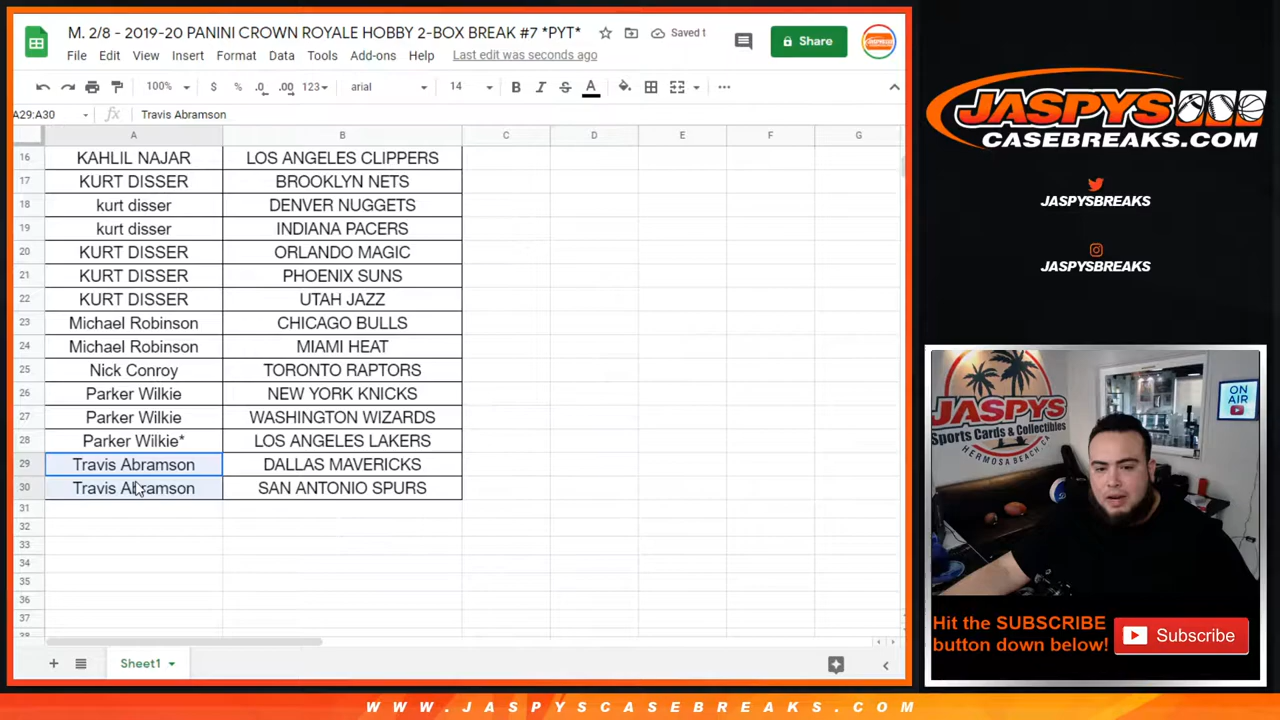 M. 2/8 - 2019-20 PANINI CROWN ROYALE HOBBY 2-BOX BREAK #7 *PYT*
Saved t
Share
File Edit View Insert Format Data Tools Add-ons Help Last edit was seconds ago
100% $ % .0 .00 123 arial 14 B I S A
A29:A30 fx Travis Abramson
A B C D E F G
16 KAHLIL NAJAR LOS ANGELES CLIPPERS
17 KURT DISSER BROOKLYN NETS
18 kurt disser DENVER NUGGETS
19 kurt disser INDIANA PACERS
20 KURT DISSER ORLANDO MAGIC
21 KURT DISSER PHOENIX SUNS
22 KURT DISSER UTAH JAZZ
23 Michael Robinson CHICAGO BULLS
24 Michael Robinson MIAMI HEAT
25 Nick Conroy TORONTO RAPTORS
26 Parker Wilkie NEW YORK KNICKS
27 Parker Wilkie WASHINGTON WIZARDS
28 Parker Wilkie* LOS ANGELES LAKERS
29 Travis Abramson DALLAS MAVERICKS
30 Travis Abramson SAN ANTONIO SPURS
31
32
33
34
35
36
37
Sheet1
JASPYS
CASEBREAKS.COM
JASPYSBREAKS
JASPYSBREAKS
JASPYS
Sports Cards & Collectibles
HERMOSA BEACH, CA
ON
AIR
Hit the SUBSCRIBE
button down below!
Subscribe
WWW.JASPYSCASEBREAKS.COM